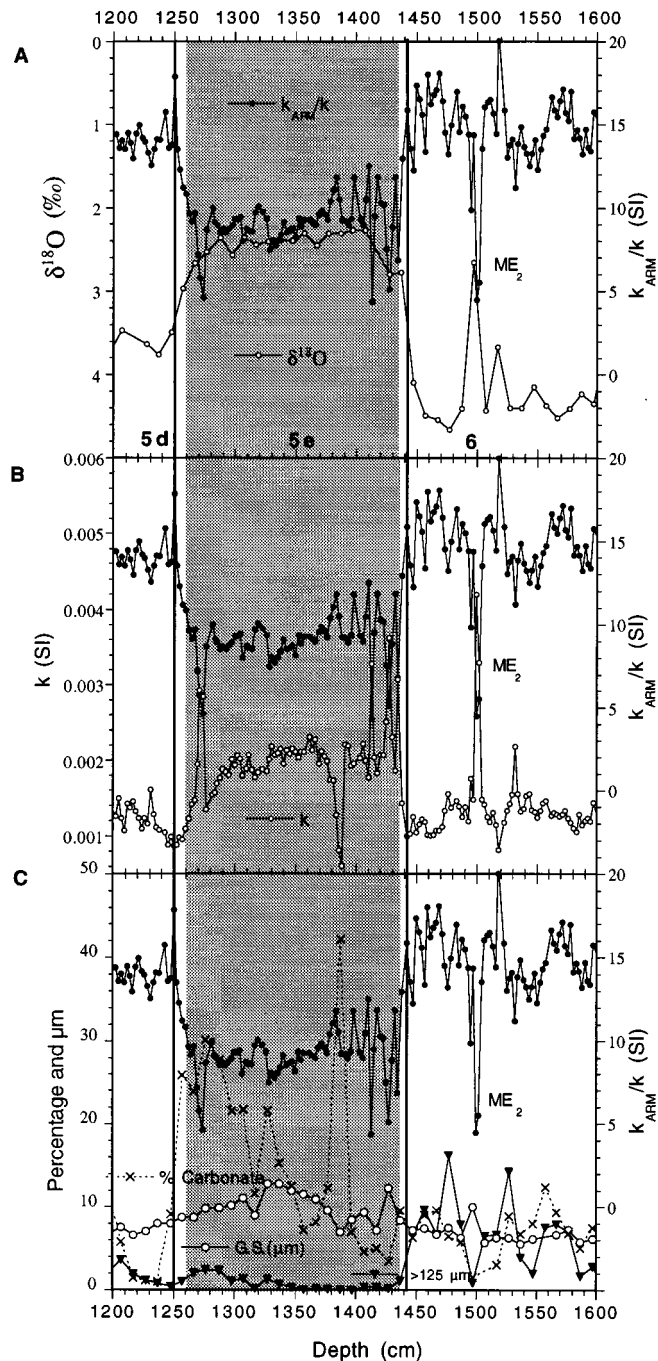 1200 1250 1300 1350 1400 1450 1500 1550 1600
A
0 1 2 3 4
δ18O (‰)
20 15 10 5 0
kARM/k (SI)
kARM/k
ME2
δ18O
5d 5e 6
B
0.006 0.005 0.004 0.003 0.002 0.001
k (SI)
20 15 10 5 0
kARM/k (SI)
ME2
k
C
50 40 30 20 10 0
Percentage and µm
20 15 10 5 0
kARM/k (SI)
ME2
% Carbonate
G.S.(µm)
>125 µm
1200 1250 1300 1350 1400 1450 1500 1550 1600
Depth (cm)